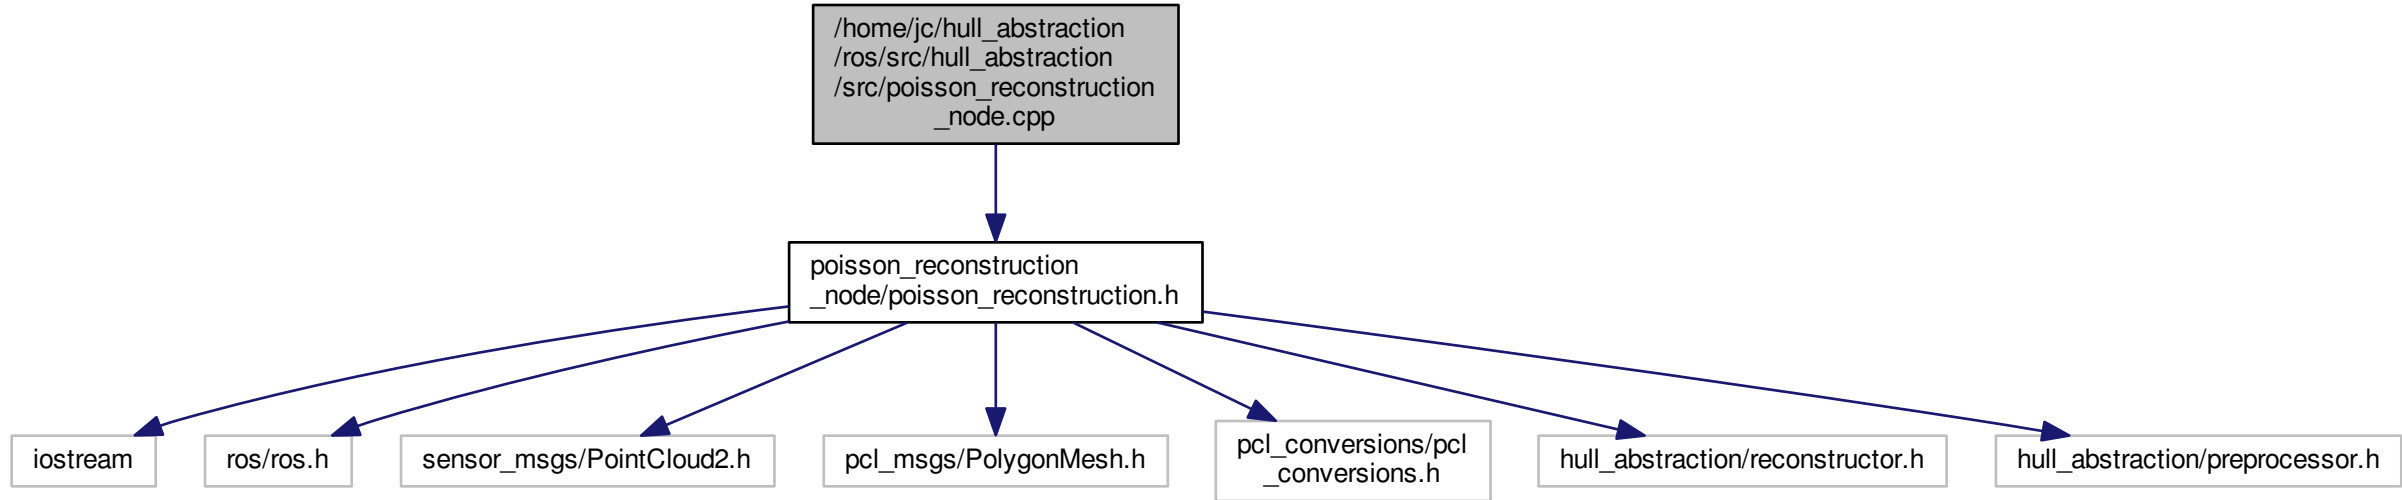 /home/jc/hull_abstraction
/ros/src/hull_abstraction
/src/poisson_reconstruction
_node.cpp
poisson_reconstruction
_node/poisson_reconstruction.h
iostream
ros/ros.h
sensor_msgs/PointCloud2.h
pcl_msgs/PolygonMesh.h
pcl_conversions/pcl
_conversions.h
hull_abstraction/reconstructor.h
hull_abstraction/preprocessor.h